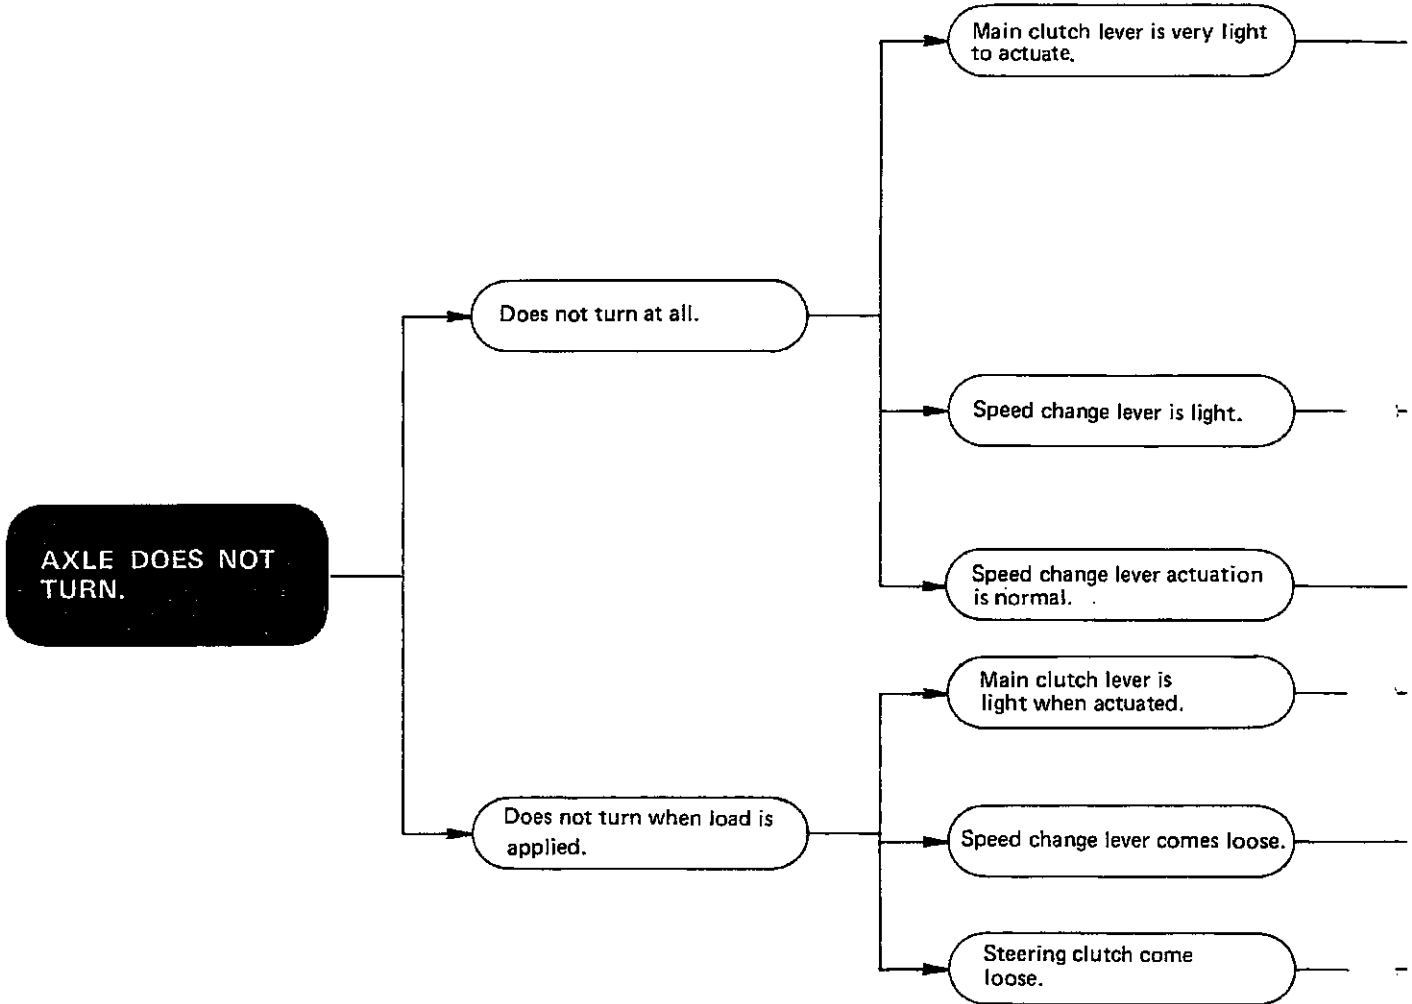 Main clutch lever is very light
to actuate.
Does not turn at all.
Speed change lever is light.
AXLE DOES NOT
TURN.
Speed change lever actuation
is normal.
Main clutch lever is
light when actuated.
Does not turn when load is
applied.
Speed change lever comes loose.
Steering clutch come
loose.